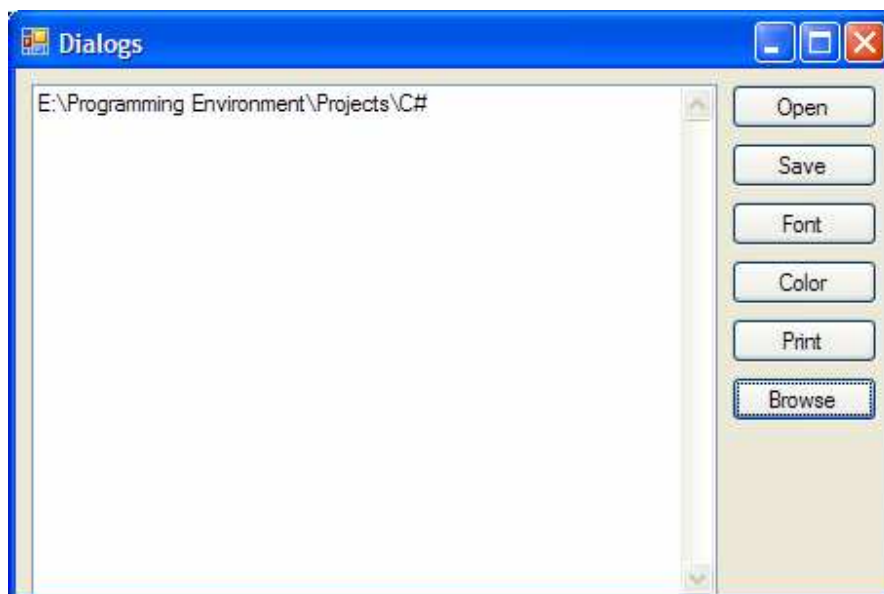 Dialogs
E:\Programming Environment\Projects\C#
Open
Save
Font
Color
Print
Browse